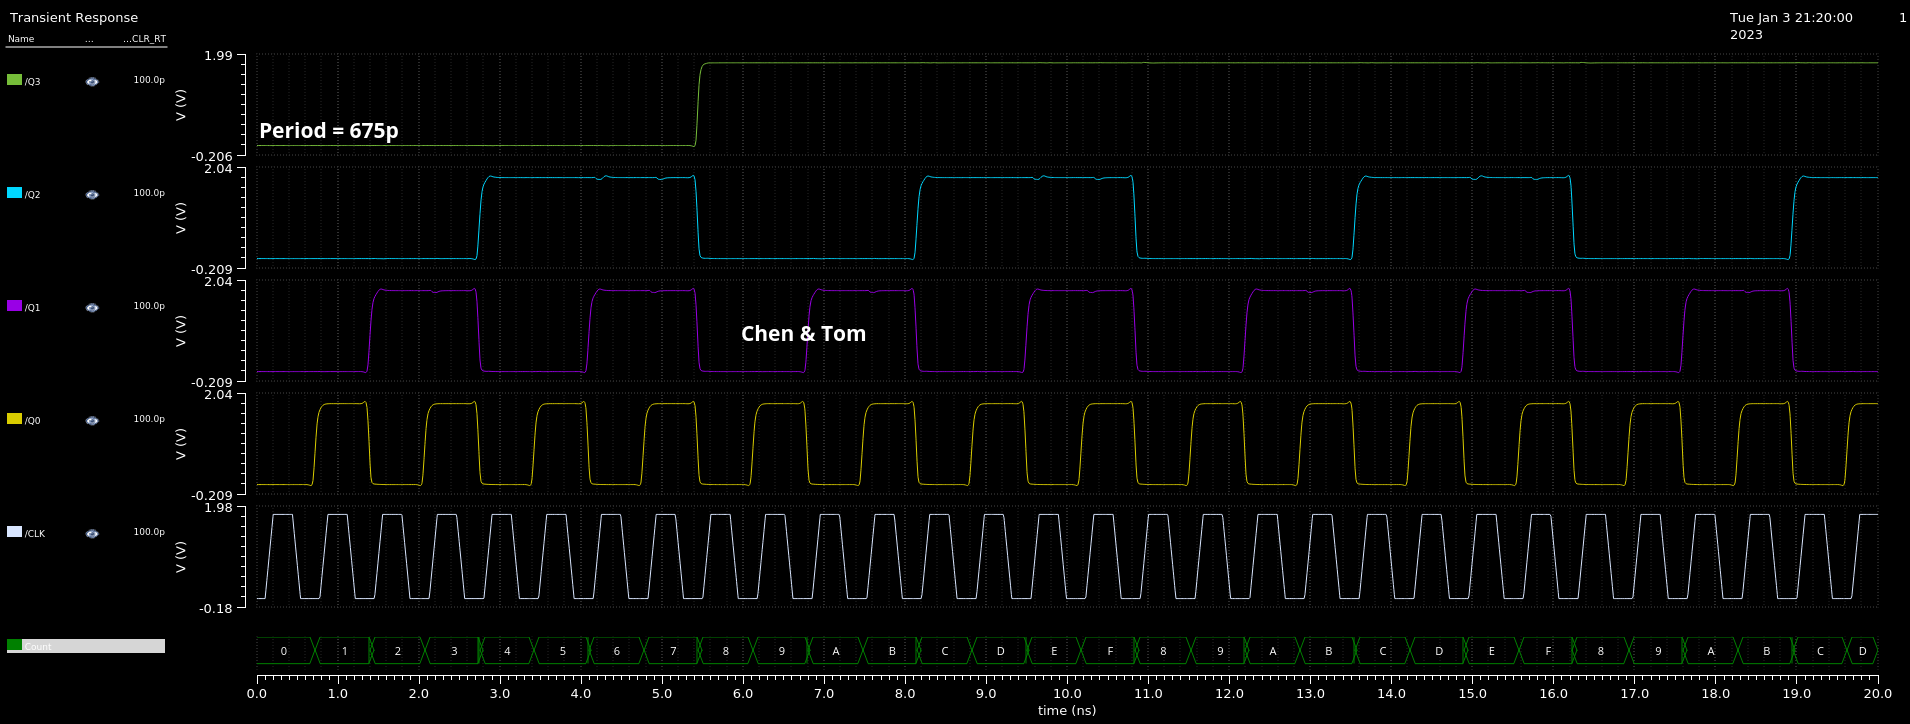 Transient Response
Tue Jan 3 21:20:00 2023
1
Name ... ...CLR_RT
/Q3 100.0p
V (V)
1.99
-0.206
Period = 675p
/Q2 100.0p
V (V)
2.04
-0.209
/Q1 100.0p
V (V)
2.04
-0.209
Chen & Tom
/Q0 100.0p
V (V)
2.04
-0.209
/CLK 100.0p
V (V)
1.98
-0.18
Count
0 1 2 3 4 5 6 7 8 9 A B C D E F 8 9 A B C D E F 8 9 A B C D
0.0 1.0 2.0 3.0 4.0 5.0 6.0 7.0 8.0 9.0 10.0 11.0 12.0 13.0 14.0 15.0 16.0 17.0 18.0 19.0 20.0
time (ns)